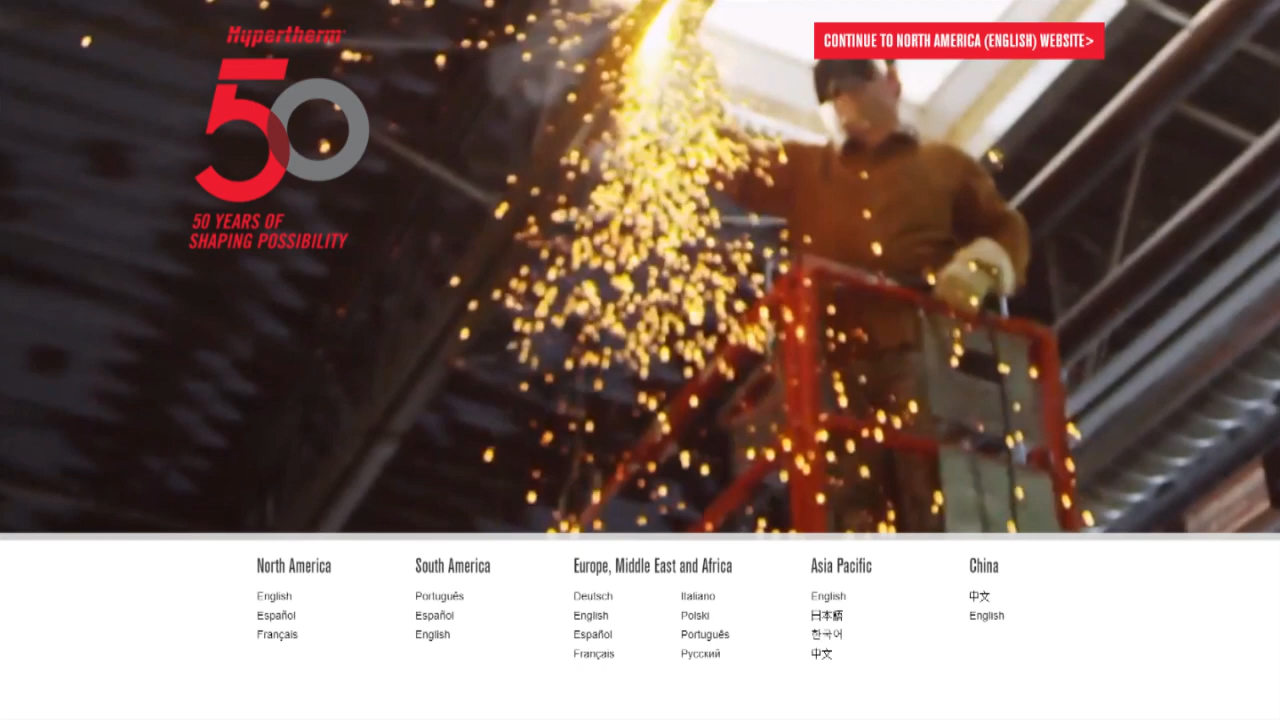 Hypertherm
50
50 YEARS OF
SHAPING POSSIBILITY
CONTINUE TO NORTH AMERICA (ENGLISH) WEBSITE>
North America
English
Español
Français
South America
Português
Español
English
Europe, Middle East and Africa
Deutsch
English
Español
Français
Italiano
Polski
Português
Русский
Asia Pacific
English
日本語
한국어
中文
China
中文
English